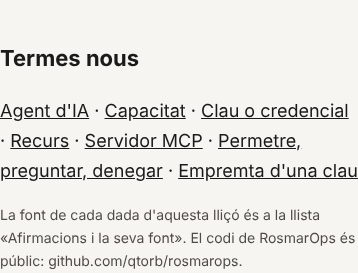 Termes nous
Agent d'IA · Capacitat · Clau o credencial
· Recurs · Servidor MCP · Permetre,
preguntar, denegar · Empremta d'una clau
La font de cada dada d'aquesta lliçó és a la llista
«Afirmacions i la seva font». El codi de RosmarOps és
públic: github.com/qtorb/rosmarops.